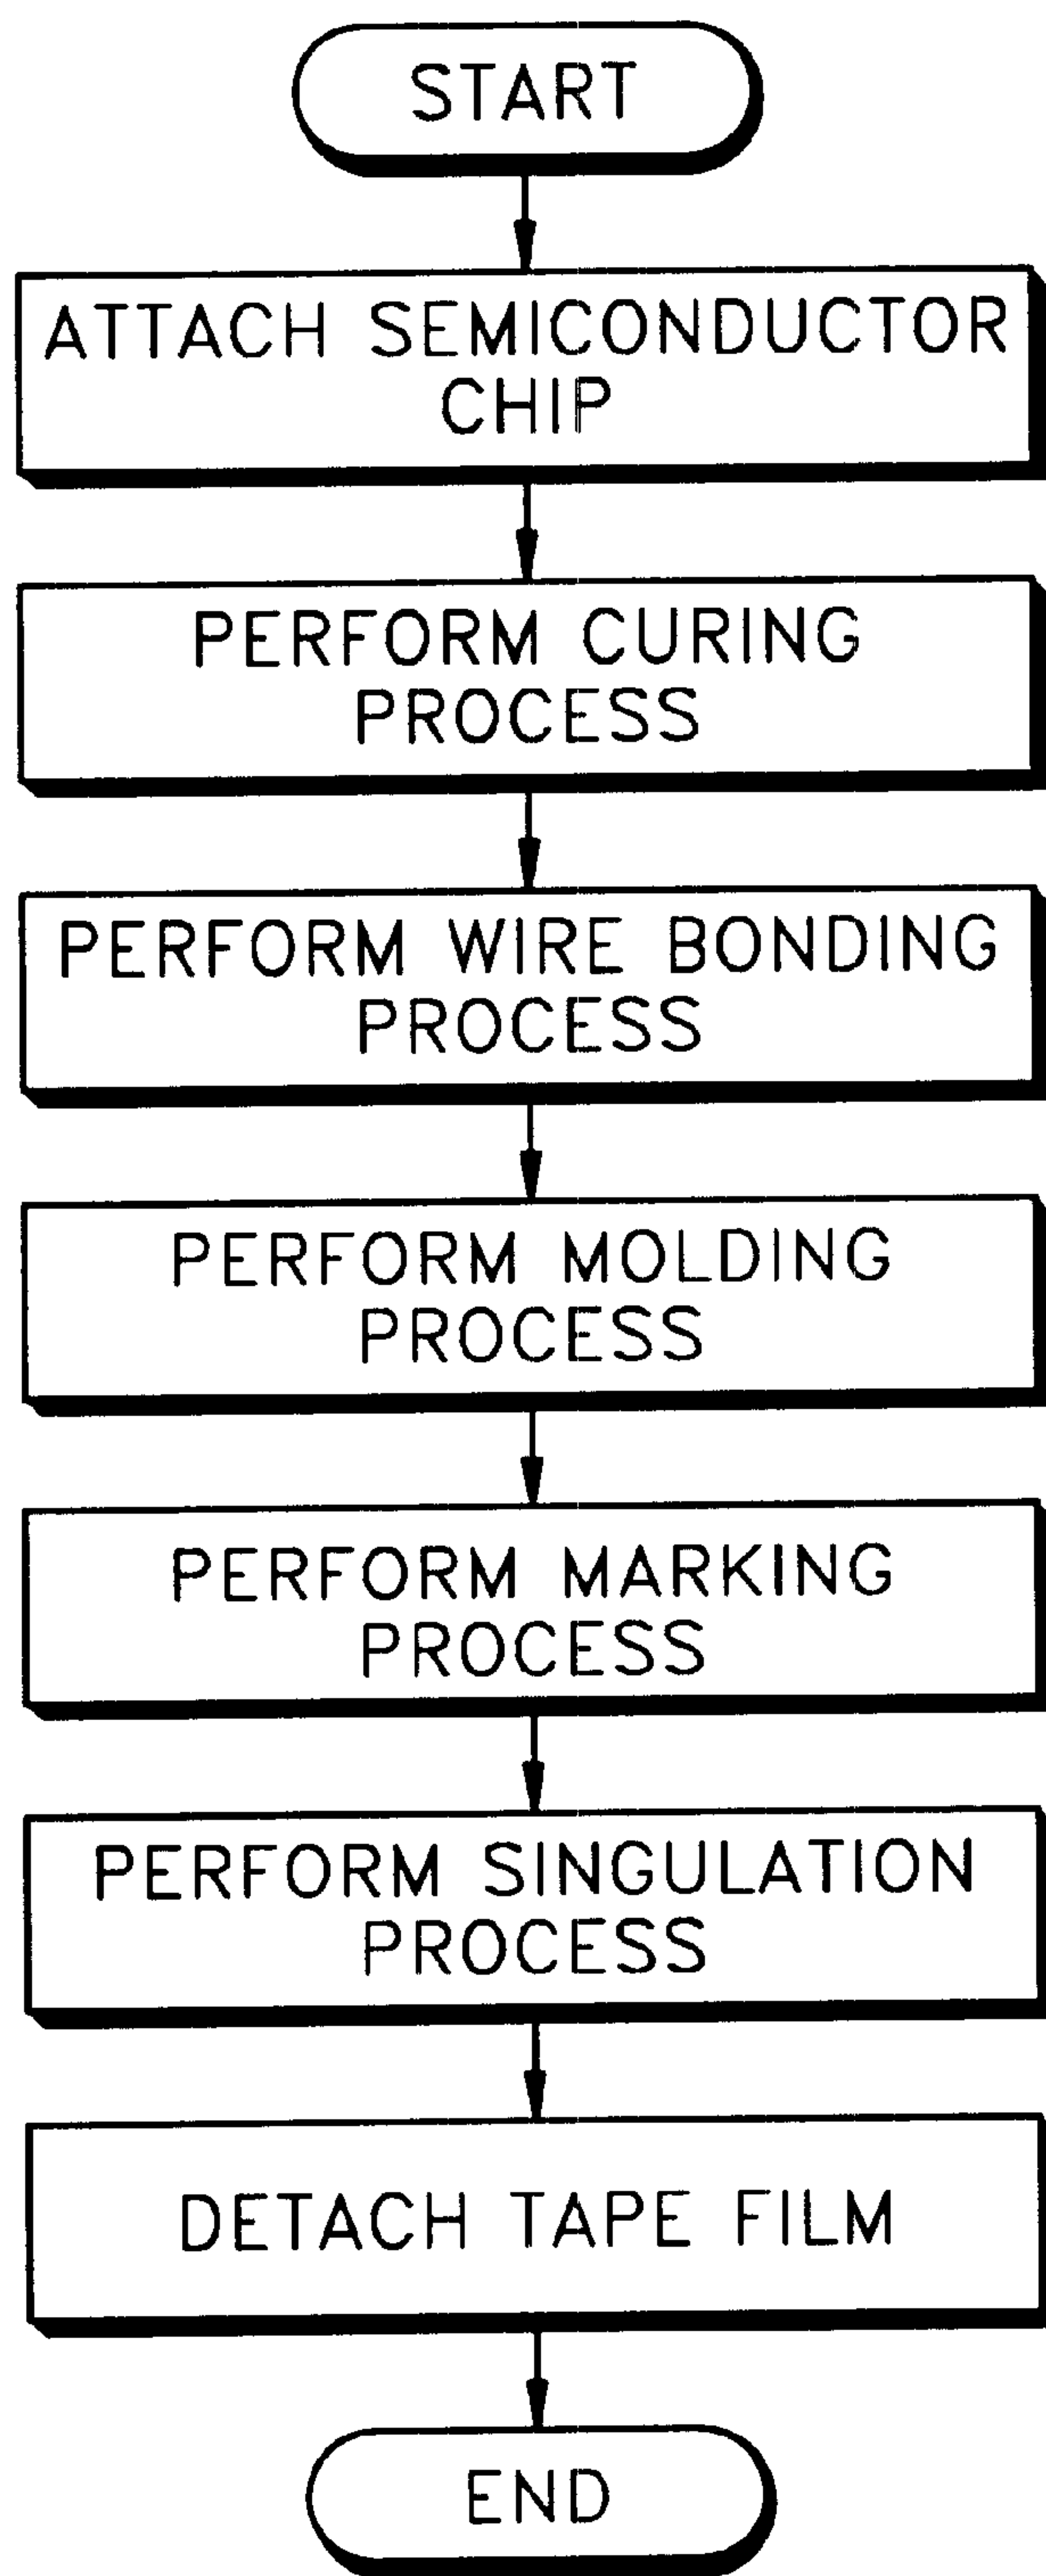 START
ATTACH SEMICONDUCTOR
CHIP
PERFORM CURING
PROCESS
PERFORM WIRE BONDING
PROCESS
PERFORM MOLDING
PROCESS
PERFORM MARKING
PROCESS
PERFORM SINGULATION
PROCESS
DETACH TAPE FILM
END